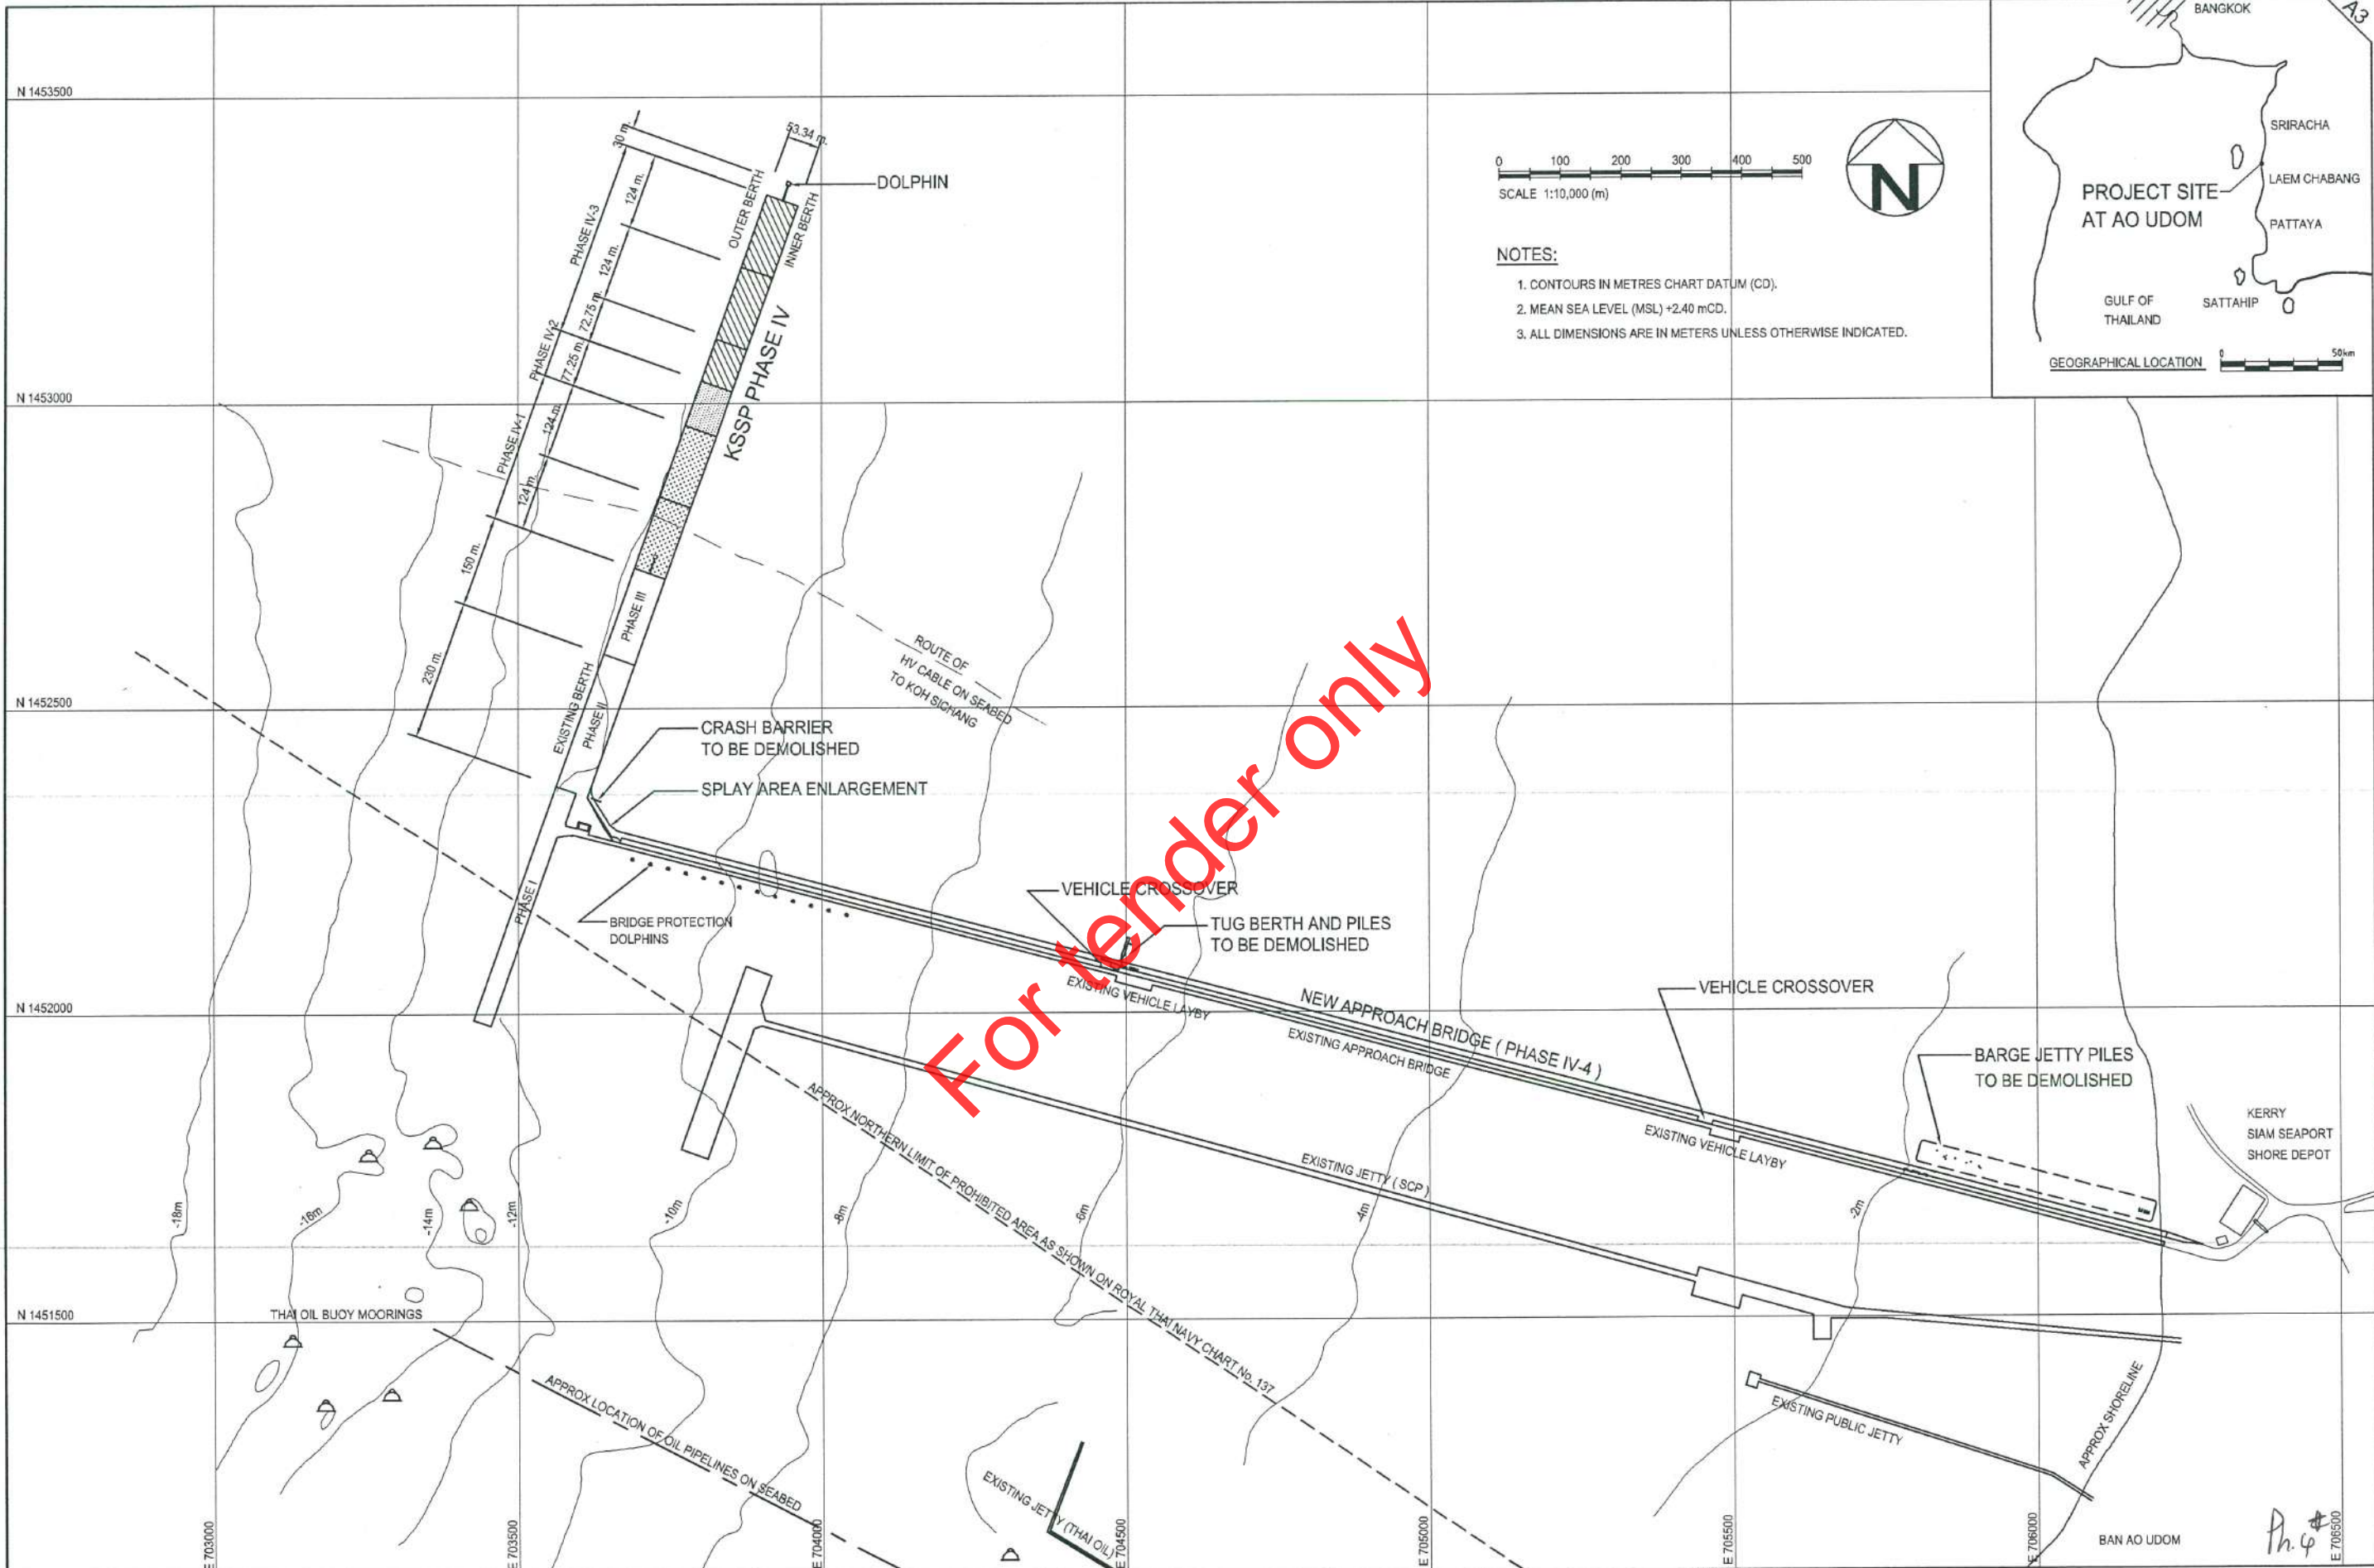 BANGKOK
A3
N 1453500
30 m.
53.34 m.
124 m.
DOLPHIN
OUTER BERTH
INNER BERTH
PHASE IV-3
124 m.
0 100 200 300 400 500
SCALE 1:10,000 (m)
N
SRIRACHA
LAEM CHABANG
PROJECT SITE
AT AO UDOM
PATTAYA
GULF OF
THAILAND
SATTAHIP
GEOGRAPHICAL LOCATION
0 50km
NOTES:
1. CONTOURS IN METRES CHART DATUM (CD).
2. MEAN SEA LEVEL (MSL) +2.40 mCD.
3. ALL DIMENSIONS ARE IN METERS UNLESS OTHERWISE INDICATED.
72.75 m.
PHASE IV-2
77.25 m.
KSSP PHASE IV
N 1453000
PHASE IV-1
124 m.
124 m.
150 m.
PHASE III
230 m.
ROUTE OF
HV CABLE ON SEABED
TO KOH SICHANG
N 1452500
EXISTING BERTH
PHASE II
CRASH BARRIER
TO BE DEMOLISHED
SPLAY AREA ENLARGEMENT
PHASE I
BRIDGE PROTECTION
DOLPHINS
VEHICLE CROSSOVER
TUG BERTH AND PILES
TO BE DEMOLISHED
For tender only
N 1452000
EXISTING VEHICLE LAYBY
NEW APPROACH BRIDGE ( PHASE IV-4 )
EXISTING APPROACH BRIDGE
VEHICLE CROSSOVER
BARGE JETTY PILES
TO BE DEMOLISHED
KERRY
SIAM SEAPORT
SHORE DEPOT
EXISTING VEHICLE LAYBY
EXISTING JETTY ( SCP )
APPROX NORTHERN LIMIT OF PROHIBITED AREA AS SHOWN ON ROYAL THAI NAVY CHART No. 137
-18m
-16m
-14m
-12m
-10m
-8m
-6m
-4m
-2m
N 1451500
THAI OIL BUOY MOORINGS
APPROX LOCATION OF OIL PIPELINES ON SEABED
EXISTING JETTY (THAI OIL)
EXISTING PUBLIC JETTY
APPROX SHORELINE
BAN AO UDOM
E 703000
E 703500
E 704000
E 704500
E 705000
E 705500
E 706000
E 706500